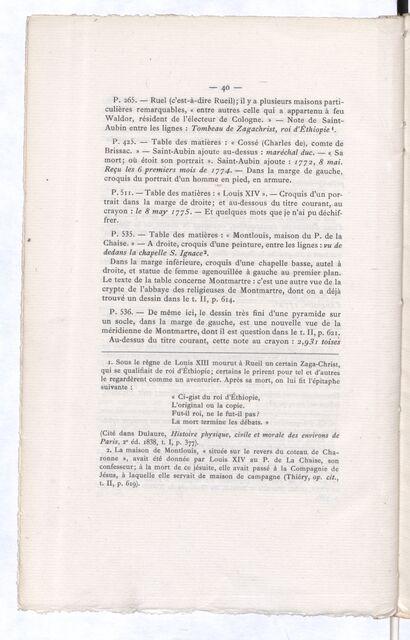 — 40 —
P. 265. — Ruel (c'est-à-dire Rueil); il y a plusieurs maisons parti-
culières remarquables, « entre autres celle qui a appartenu à feu
Waldor, résident de l'électeur de Cologne. » — Note de Saint-
Aubin entre les lignes : Tombeau de Zagachrist, roi d'Éthiopie 1.
P. 425. — Table des matières : « Cossé (Charles de), comte de
Brissac. » — Saint-Aubin ajoute au-dessus : maréchal duc. — « Sa
mort; où étoit son portrait ». Saint-Aubin ajoute : 1772, 8 mai.
Reçu les 6 premiers mois de 1774. — Dans la marge de gauche,
croquis du portrait d'un homme en pied, en armure.
P. 511. — Table des matières : « Louis XIV ». — Croquis d'un por-
trait dans la marge de droite; et au-dessous du titre courant, au
crayon : le 8 may 1775. — Et quelques mots que je n'ai pu déchif-
frer.
P. 535. — Table des matières : « Montlouis, maison du P. de la
Chaise. » — A droite, croquis d'une peinture, entre les lignes : vu de
dedans la chapelle S. Ignace 2.
Dans la marge inférieure, croquis d'une chapelle basse, autel à
droite, et statue de femme agenouillée à gauche au premier plan.
Le texte de la table concerne Montmartre : c'est une autre vue de la
crypte de l'abbaye des religieuses de Montmartre, dont on a déjà
trouvé un dessin dans le t. II, p. 614.
P. 536. — De même ici, le dessin très fini d'une pyramide sur
un socle, dans la marge de gauche, est une nouvelle vue de la
méridienne de Montmartre, dont il est question dans le t. II, p. 621.
Au-dessus du titre courant, cette note au crayon : 2,931 toises
1. Sous le règne de Louis XIII mourut à Rueil un certain Zaga-Christ,
qui se qualifiait de roi d'Éthiopie; certains le prirent pour tel et d'autres
le regardèrent comme un aventurier. Après sa mort, on lui fit l'épitaphe
suivante :
« Ci-gist du roi d'Éthiopie,
L'original ou la copie.
Fut-il roi, ne le fut-il pas?
La mort termine les débats. »
(Cité dans Dulaure, Histoire physique, civile et morale des environs de
Paris, 2e éd. 1838, t. I, p. 377).
2. La maison de Montlouis, « située sur le revers du coteau de Cha-
ronne », avait été donnée par Louis XIV au P. de La Chaise, son
confesseur; à la mort de ce jésuite, elle avait passé à la Compagnie de
Jésus, à laquelle elle servait de maison de campagne (Thiéry, op. cit.,
t. II, p. 619).